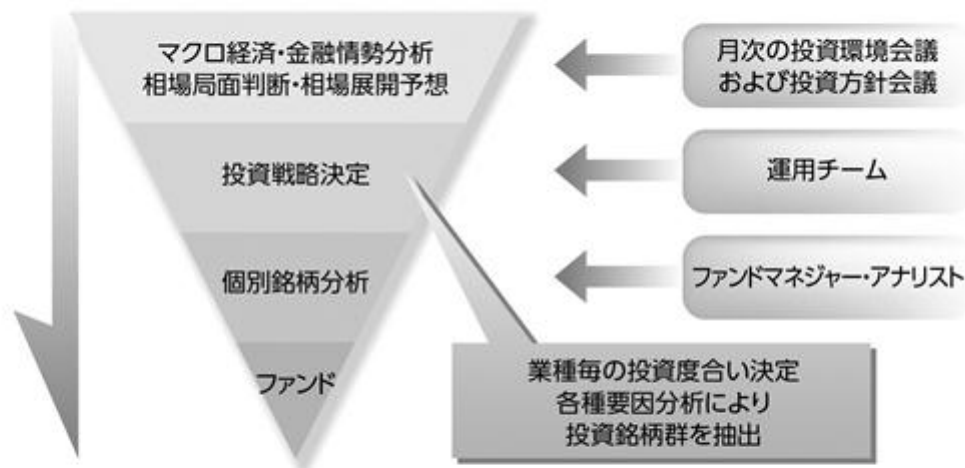 マクロ経済・金融情勢分析
相場局面判断・相場展開予想
月次の投資環境会議
および投資方針会議
投資戦略決定
運用チーム
個別銘柄分析
ファンドマネジャー・アナリスト
ファンド
業種毎の投資度合い決定
各種要因分析により
投資銘柄群を抽出